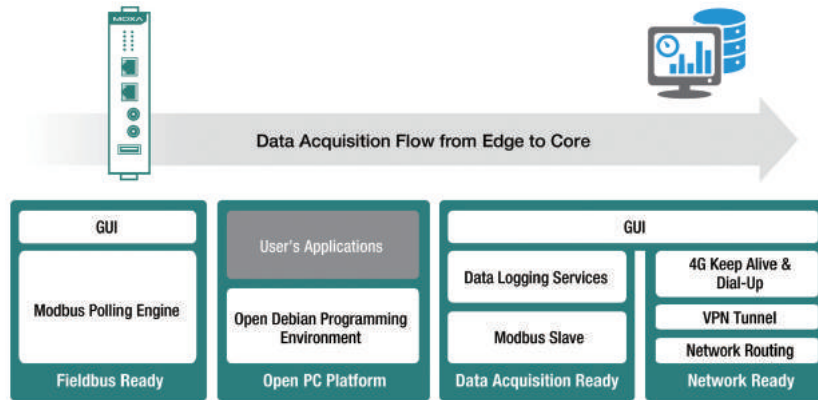 MOXA
Data Acquisition Flow from Edge to Core
GUI
Modbus Polling Engine
Fieldbus Ready
User's Applications
Open Debian Programming
Environment
Open PC Platform
GUI
Data Logging Services
Modbus Slave
Data Acquisition Ready
4G Keep Alive &
Dial-Up
VPN Tunnel
Network Routing
Network Ready